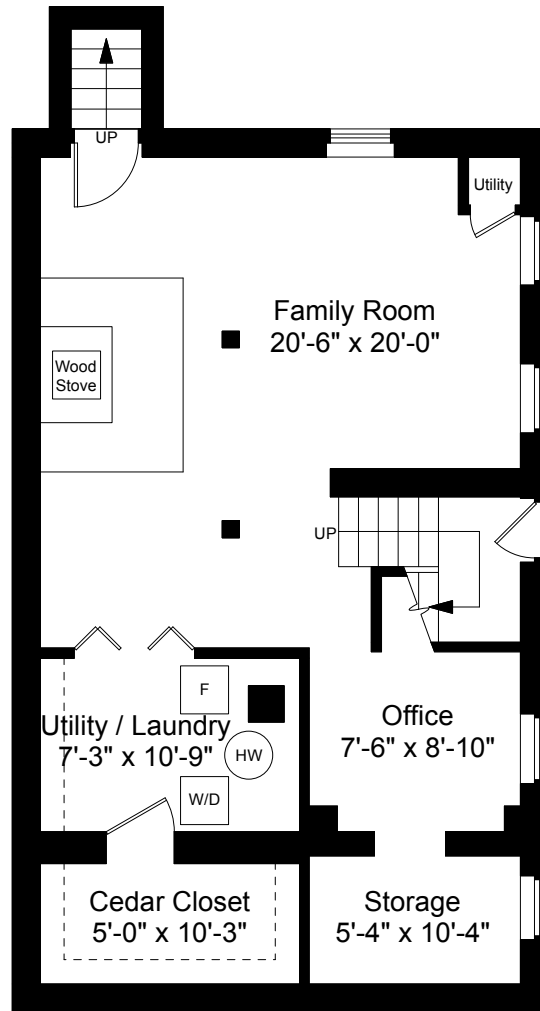 UP
Utility
Family Room
20'-6" x 20'-0"
Wood
Stove
UP
F
Utility / Laundry
7'-3" x 10'-9"
HW
W/D
Office
7'-6" x 8'-10"
Cedar Closet
5'-0" x 10'-3"
Storage
5'-4" x 10'-4"